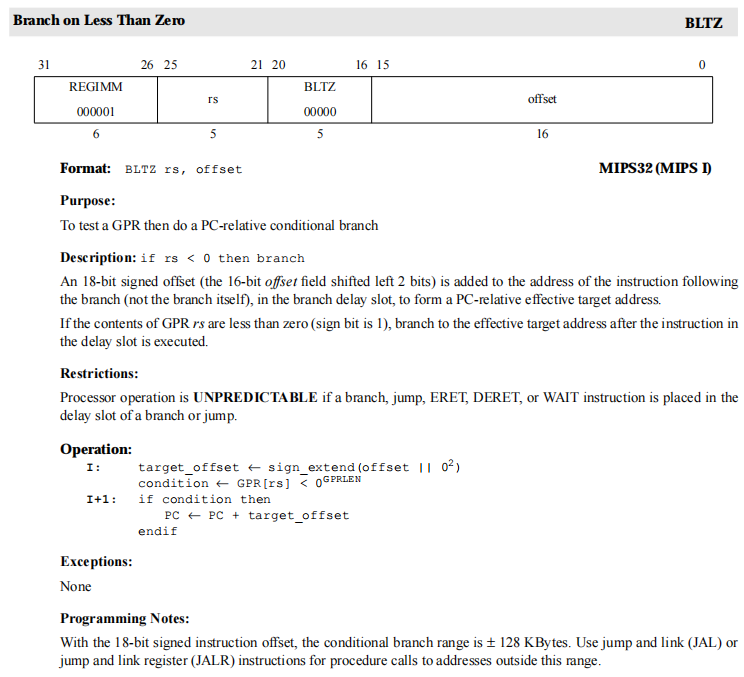 Branch on Less Than Zero BLTZ
31 26 25 21 20 16 15 0
REGIMM BLTZ
rs offset
000001 00000
6 5 5 16
Format: BLTZ rs, offset MIPS32 (MIPS I)
Purpose:
To test a GPR then do a PC-relative conditional branch
Description: if rs < 0 then branch
An 18-bit signed offset (the 16-bit offset field shifted left 2 bits) is added to the address of the instruction following
the branch (not the branch itself), in the branch delay slot, to form a PC-relative effective target address.
If the contents of GPR rs are less than zero (sign bit is 1), branch to the effective target address after the instruction in
the delay slot is executed.
Restrictions:
Processor operation is UNPREDICTABLE if a branch, jump, ERET, DERET, or WAIT instruction is placed in the
delay slot of a branch or jump.
Operation:
I: target_offset ← sign_extend(offset || 0²)
condition ← GPR[rs] < 0^GPRLEN
I+1: if condition then
PC ← PC + target_offset
endif
Exceptions:
None
Programming Notes:
With the 18-bit signed instruction offset, the conditional branch range is ± 128 KBytes. Use jump and link (JAL) or
jump and link register (JALR) instructions for procedure calls to addresses outside this range.